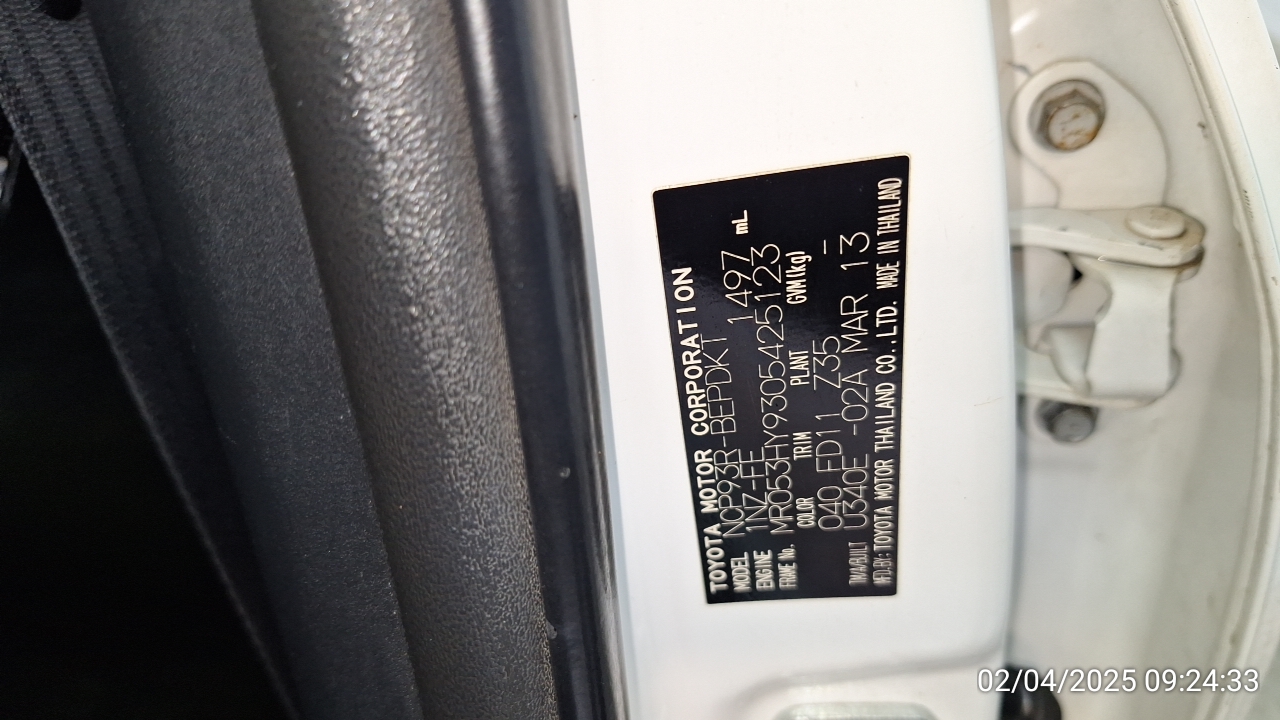 TOYOTA MOTOR CORPORATION
MODEL NCP93R-BEPDKT 1497 mL
ENGINE 1NZ-FE
FRAME No. MR053HY9305425123
COLOR TRIM PLANT GVM(kg)
040 FD11 Z35 —
T/M/A/BUILT U340E -02A MAR 13
MFD.BY: TOYOTA MOTOR THAILAND CO.,LTD. MADE IN THAILAND
02/04/2025 09:24:33